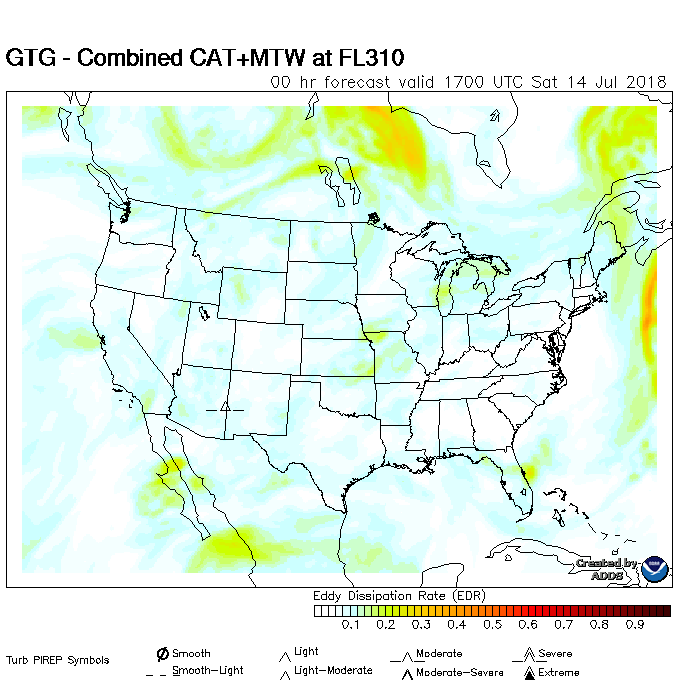 GTG - Combined CAT+MTW at FL310
00 hr forecast valid 1700 UTC Sat 14 Jul 2018
Created by
ADDS
Eddy Dissipation Rate (EDR)
0.1 0.2 0.3 0.4 0.5 0.6 0.7 0.8 0.9
Turb PIREP Symbols
Smooth Light Moderate Severe
Smooth-Light Light-Moderate Moderate-Severe Extreme